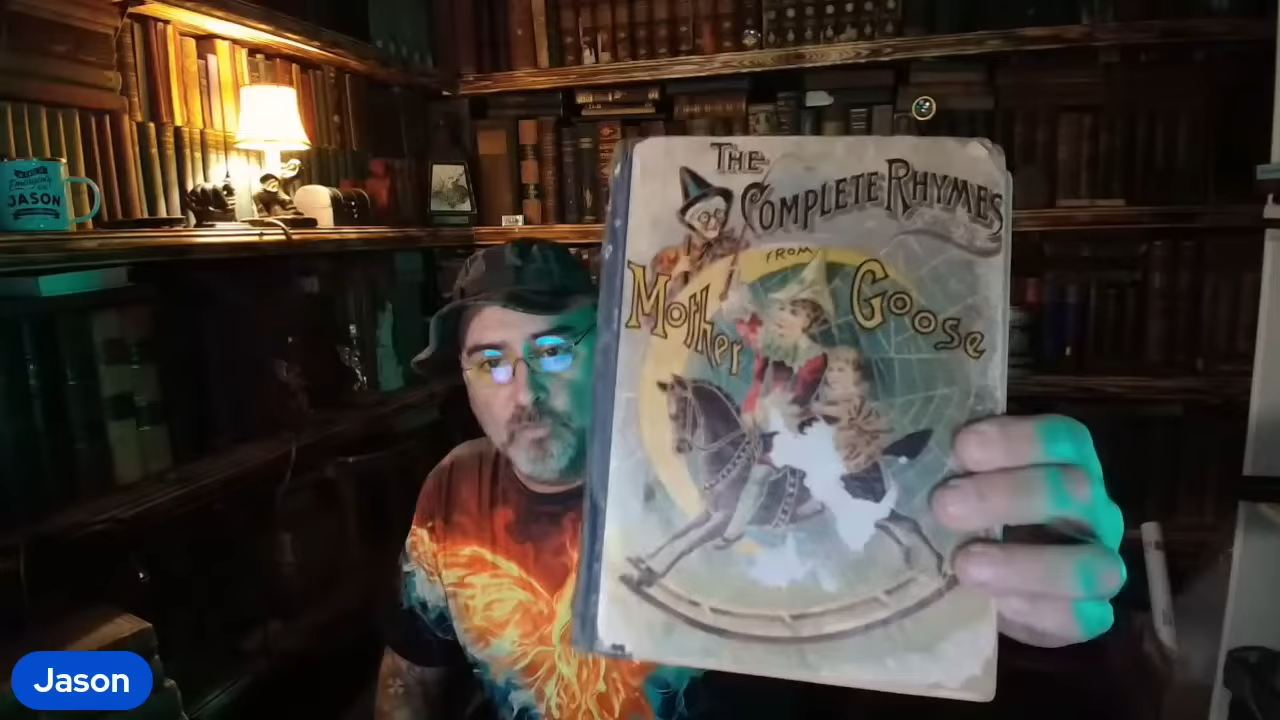 THE
COMPLETE RHYMES
FROM
Mother Goose
JASON
Jason